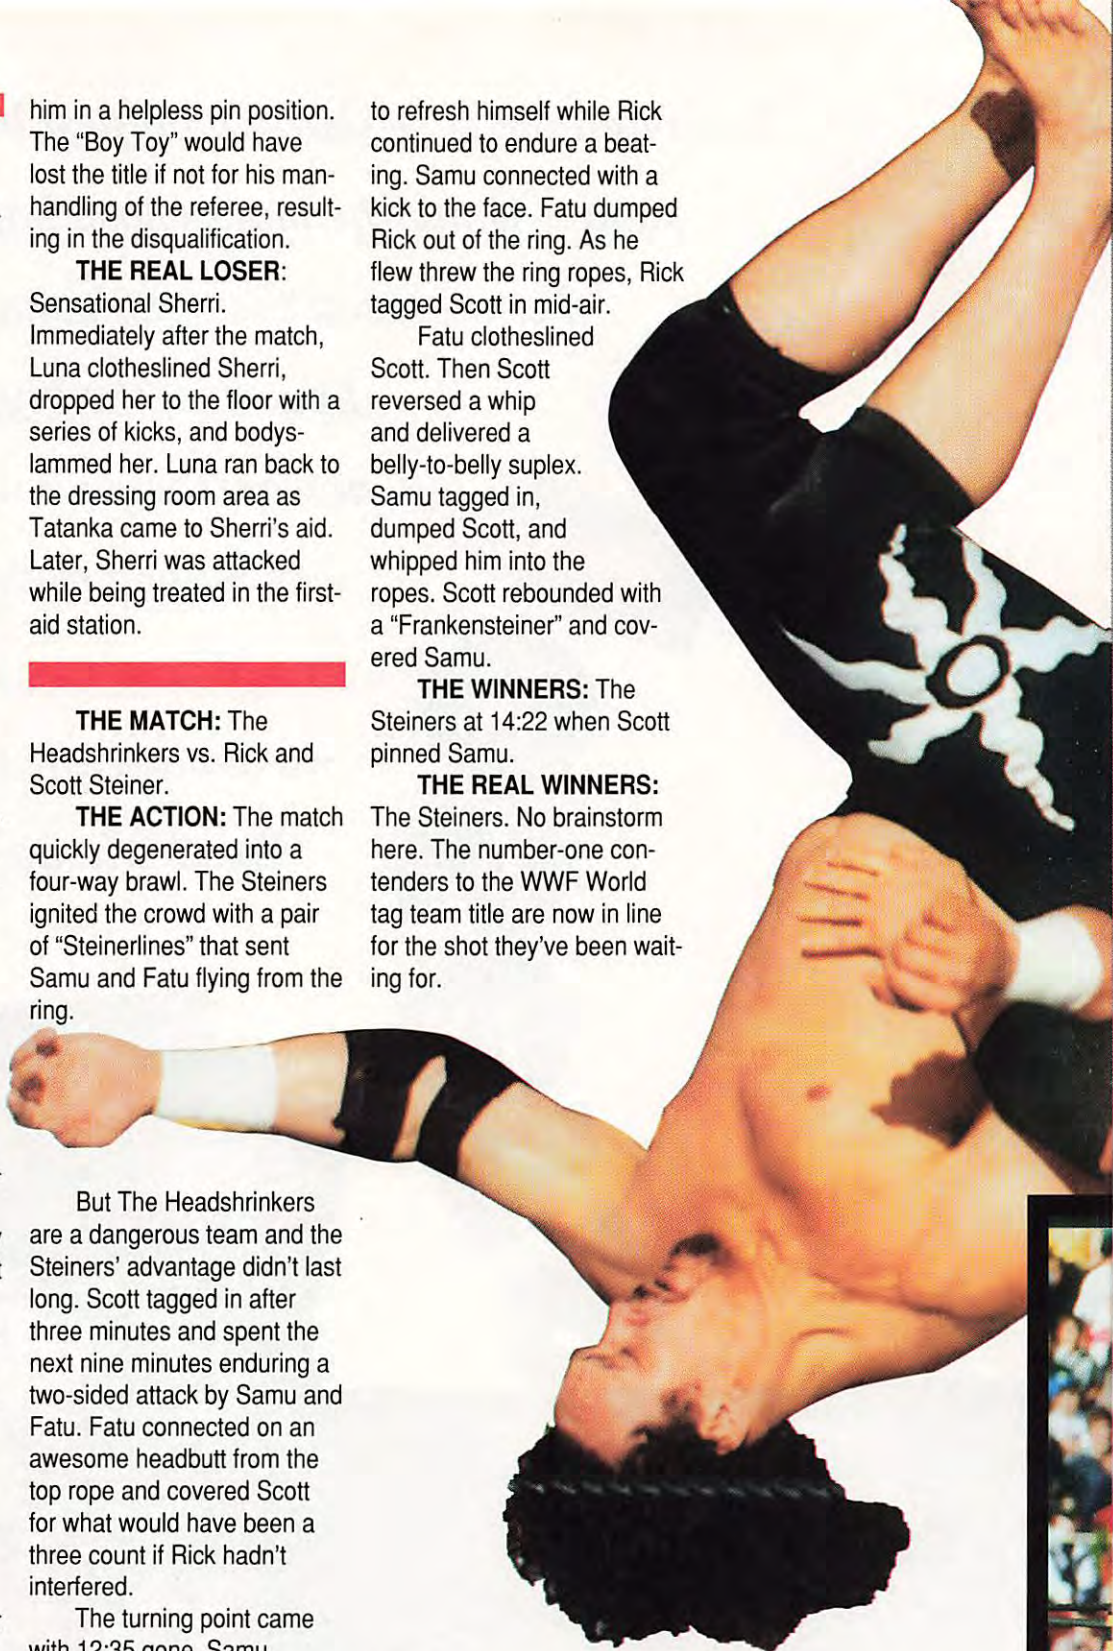 him in a helpless pin position.
The “Boy Toy” would have
lost the title if not for his man-
handling of the referee, result-
ing in the disqualification.
THE REAL LOSER:
Sensational Sherri.
Immediately after the match,
Luna clotheslined Sherri,
dropped her to the floor with a
series of kicks, and bodys-
lammed her. Luna ran back to
the dressing room area as
Tatanka came to Sherri’s aid.
Later, Sherri was attacked
while being treated in the first-
aid station.
THE MATCH: The
Headshrinkers vs. Rick and
Scott Steiner.
THE ACTION: The match
quickly degenerated into a
four-way brawl. The Steiners
ignited the crowd with a pair
of “Steinerlines” that sent
Samu and Fatu flying from the
ring.
But The Headshrinkers
are a dangerous team and the
Steiners’ advantage didn’t last
long. Scott tagged in after
three minutes and spent the
next nine minutes enduring a
two-sided attack by Samu and
Fatu. Fatu connected on an
awesome headbutt from the
top rope and covered Scott
for what would have been a
three count if Rick hadn’t
interfered.
The turning point came
with 12:35 gone. Samu
to refresh himself while Rick
continued to endure a beat-
ing. Samu connected with a
kick to the face. Fatu dumped
Rick out of the ring. As he
flew threw the ring ropes, Rick
tagged Scott in mid-air.
Fatu clotheslined
Scott. Then Scott
reversed a whip
and delivered a
belly-to-belly suplex.
Samu tagged in,
dumped Scott, and
whipped him into the
ropes. Scott rebounded with
a “Frankensteiner” and cov-
ered Samu.
THE WINNERS: The
Steiners at 14:22 when Scott
pinned Samu.
THE REAL WINNERS:
The Steiners. No brainstorm
here. The number-one con-
tenders to the WWF World
tag team title are now in line
for the shot they’ve been wait-
ing for.